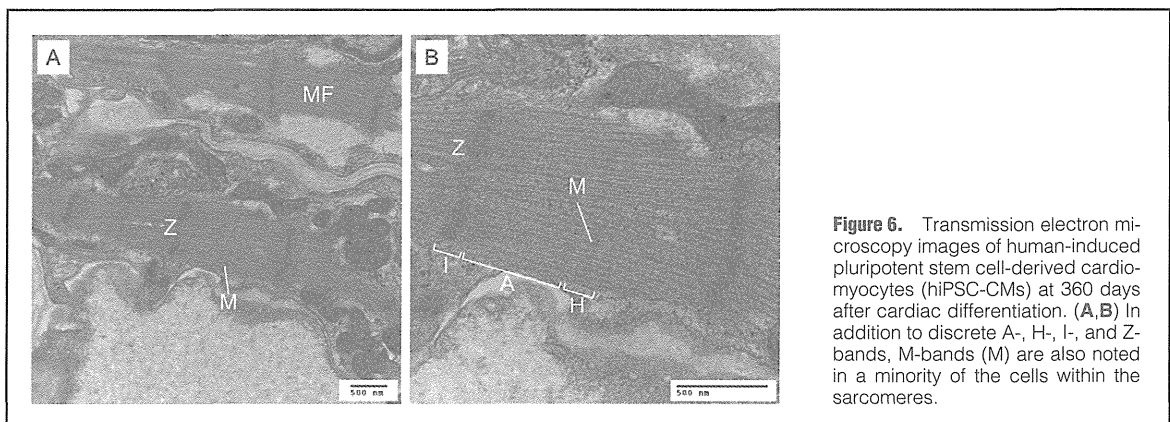 A
MF
Z
M
500 nm
B
Z
M
I
A
H
500 nm
Figure 6. Transmission electron mi-
croscopy images of human-induced
pluripotent stem cell-derived cardio-
myocytes (hiPSC-CMs) at 360 days
after cardiac differentiation. (A,B) In
addition to discrete A-, H-, I-, and Z-
bands, M-bands (M) are also noted
in a minority of the cells within the
sarcomeres.